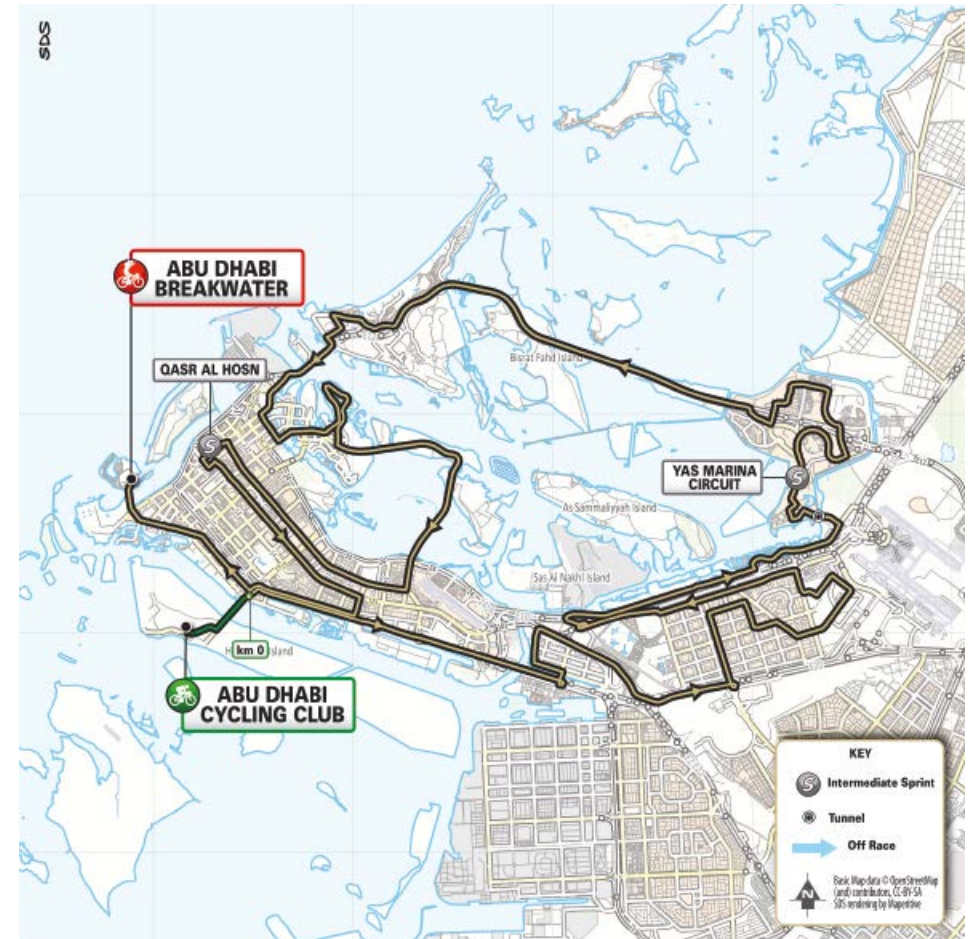 SDS
ABU DHABI
BREAKWATER
QASR AL HOSN
Bisrat Fahd Island
YAS MARINA
CIRCUIT
As Sammaliyyah Island
Sas Al Nakhl Island
km 0
Island
ABU DHABI
CYCLING CLUB
KEY
S Intermediate Sprint
Tunnel
Off Race
N
Basic Map data © OpenStreetMap
(and) contributors, CC-BY-SA
SDS rendering by Maperitive